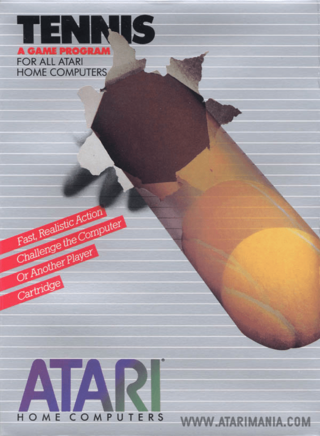 TENNIS
A GAME PROGRAM
FOR ALL ATARI
HOME COMPUTERS
Fast, Realistic Action
Challenge the Computer
Or Another Player
Cartridge
ATARI®
HOME COMPUTERS
WWW.ATARIMANIA.COM